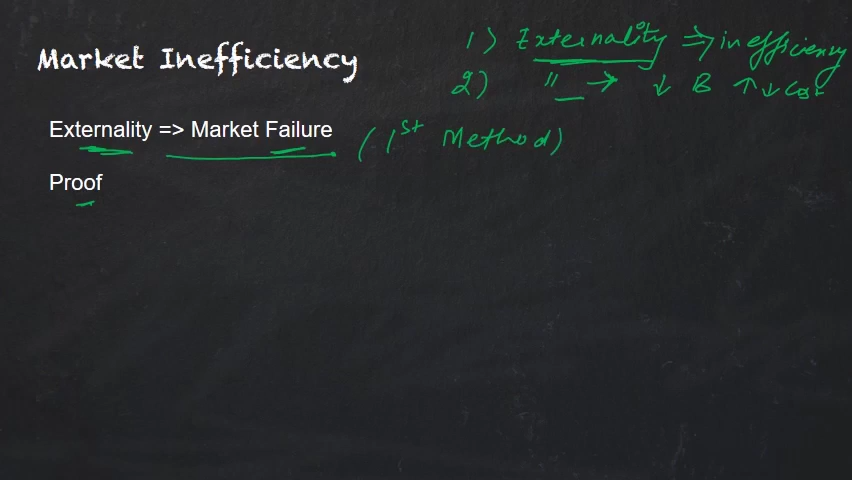 Market Inefficiency
1) Externality => inefficiency
2) " → ↓ B ↑↓ Cost
Externality => Market Failure (1st Method)
Proof